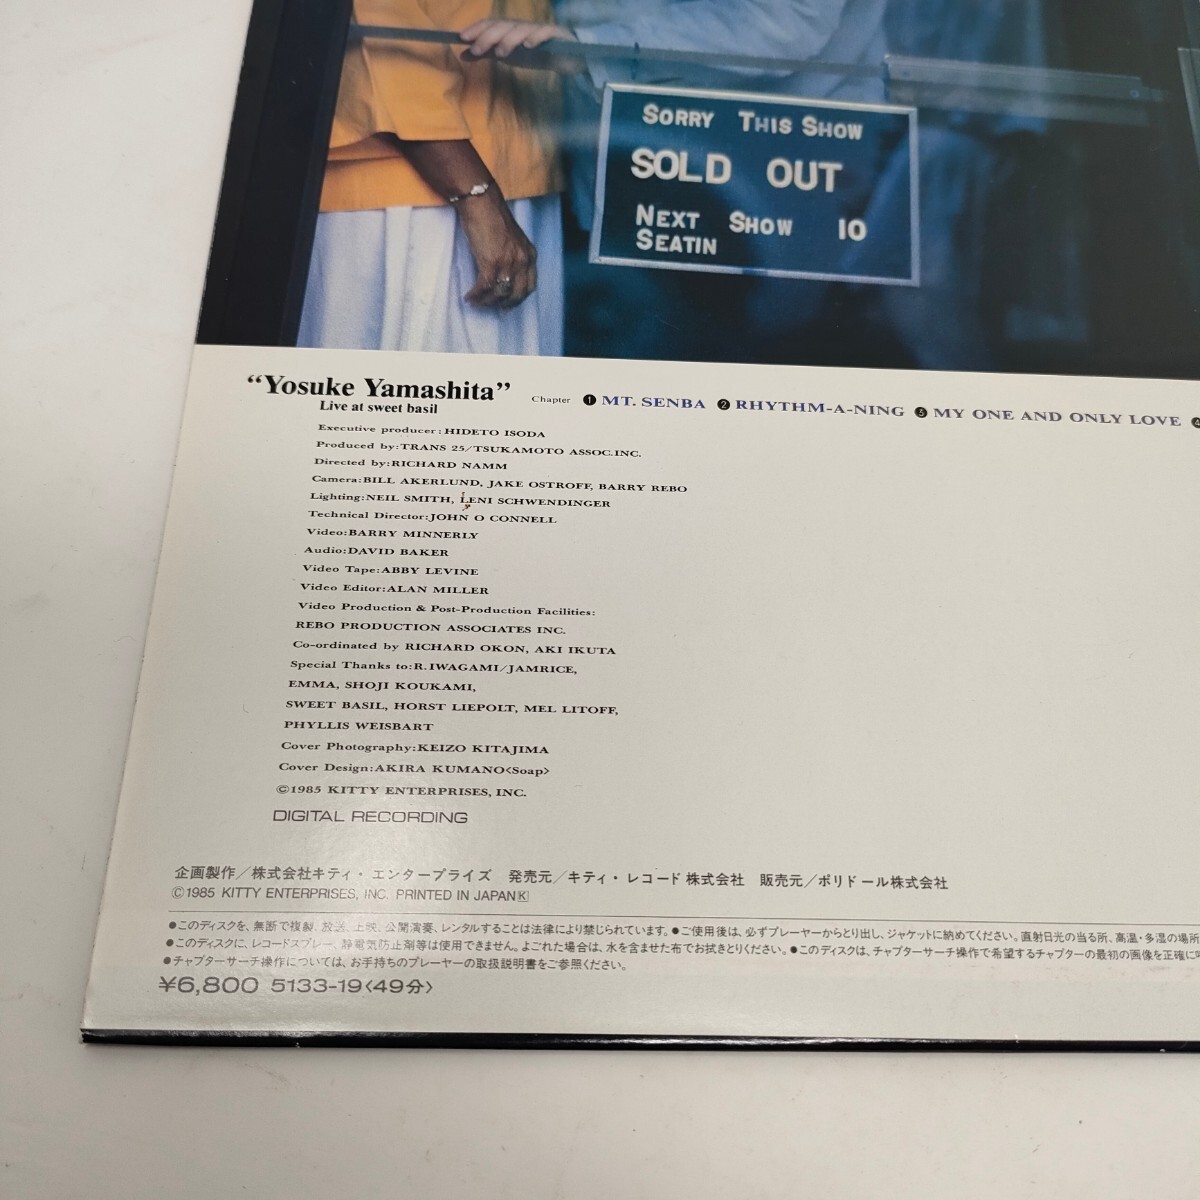 SORRY THIS SHOW
SOLD OUT
NEXT SHOW 10
SEATIN
“Yosuke Yamashita”
Live at sweet basil
Chapter ❶ MT. SENBA ❷ RHYTHM-A-NING ❸ MY ONE AND ONLY LOVE ❹
Executive producer:HIDETO ISODA
Produced by:TRANS 25/TSUKAMOTO ASSOC.INC.
Directed by:RICHARD NAMM
Camera:BILL AKERLUND, JAKE OSTROFF, BARRY REBO
Lighting:NEIL SMITH, LENI SCHWENDINGER
Technical Director:JOHN O CONNELL
Video:BARRY MINNERLY
Audio:DAVID BAKER
Video Tape:ABBY LEVINE
Video Editor:ALAN MILLER
Video Production & Post-Production Facilities:
REBO PRODUCTION ASSOCIATES INC.
Co-ordinated by RICHARD OKON, AKI IKUTA
Special Thanks to:R.IWAGAMI/JAMRICE,
EMMA, SHOJI KOUKAMI,
SWEET BASIL, HORST LIEPOLT, MEL LITOFF,
PHYLLIS WEISBART
Cover Photography:KEIZO KITAJIMA
Cover Design:AKIRA KUMANO<Soap>
©1985 KITTY ENTERPRISES, INC.
DIGITAL RECORDING
企画製作／株式会社キティ・エンタープライズ 発売元／キティ・レコード株式会社 販売元／ポリドール株式会社
©1985 KITTY ENTERPRISES, INC. PRINTED IN JAPAN K
●このディスクを、無断で複製、放送、上映、公開演奏、レンタルすることは法律により禁じられています。●ご使用後は、必ずプレーヤーからとり出し、ジャケットに納めてください。直射日光の当る所、高温・多湿の場所
●このディスクに、レコードスプレー、静電気防止剤等は使用できません。よごれた場合は、水を含ませた布でお拭きとりください。●このディスクは、チャプターサーチ操作で希望するチャプターの最初の画像を正確に
●チャプターサーチ操作については、お手持ちのプレーヤーの取扱説明書をご参照ください。
¥6,800 5133-19<49分>